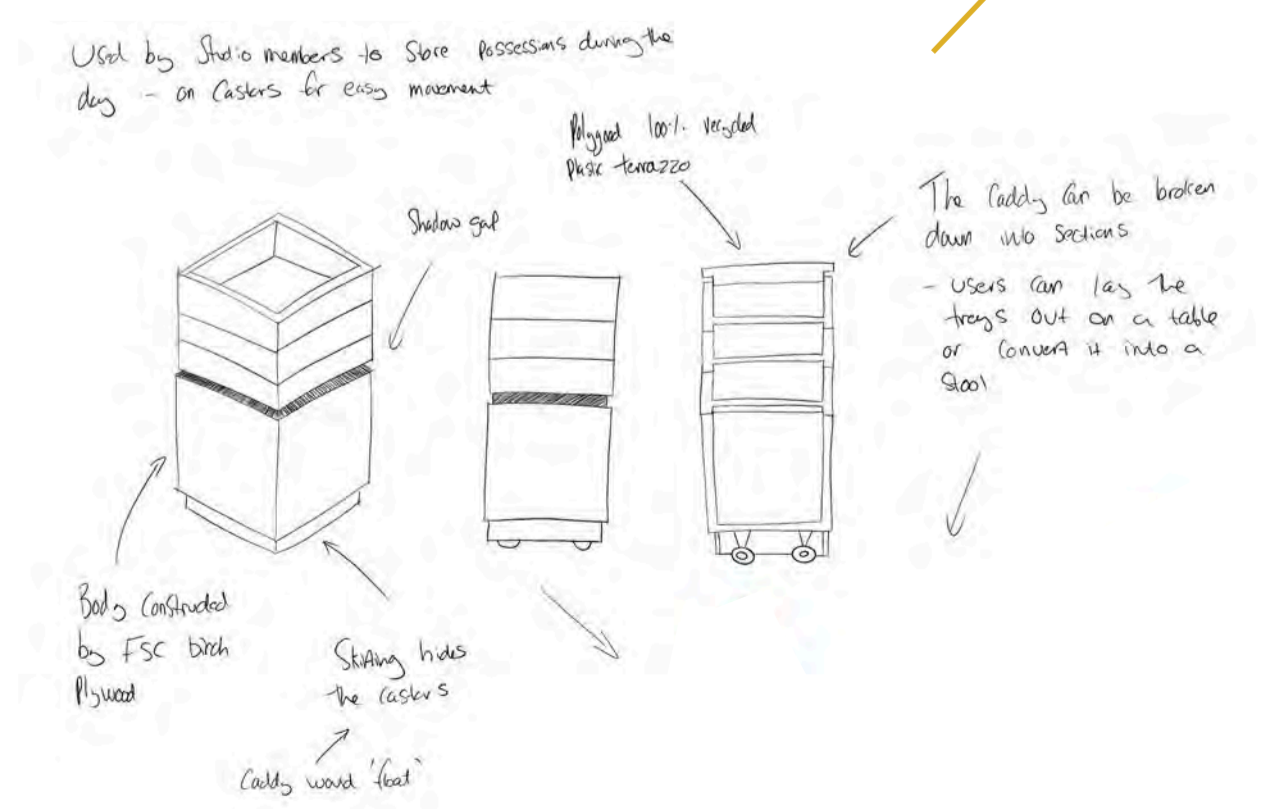 Used by Studio members to Store possessions during the
day - on Castors for easy movement
Polygood 100% recycled
Plastic terrazzo
The Caddy can be broken
down into Sections
- users can lay the
trays out on a table
or convert it into a
Stool
Shadow gap
Body Constructed
by FSC birch
Plywood
Skirting hides
the castors
Caddy would 'float'